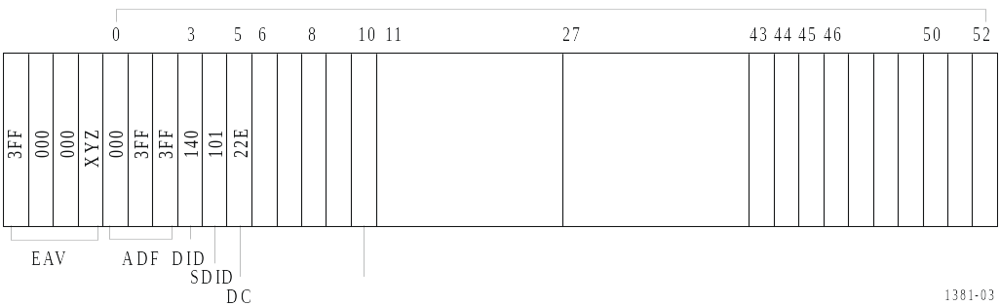 0 3 5 6 8 10 11 27 43 44 45 46 50 52
3FF 000 000 XYZ 000 3FF 3FF 140 101 22E
EAV ADF DID
SDID
DC
1381-03